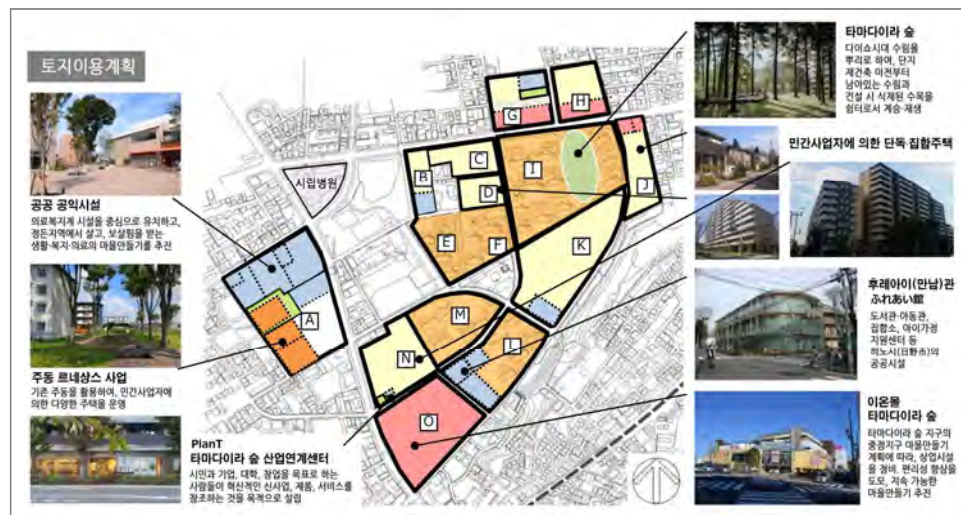 토지이용계획
공공 공익시설
의료복지계 시설을 중심으로 유치하고,
정든지역에서 살고, 보살핌을 받는
생활·복지·의료의 마을만들기를 추진
주동 르네상스 사업
기존 주동을 활용하여, 민간사업자에
의한 다양한 주택을 운영
PlanT
타마다이라 숲 산업연계센터
시민과 기업, 대학, 창업을 목표로 하는
사람들이 혁신적인 신사업, 제품, 서비스를
창조하는 것을 목적으로 설립
시립병원
A
B
C
D
E
F
G
H
I
J
K
L
M
N
O
타마다이라 숲
다이쇼시대 수림을
뿌리로 하여, 단지
재건축 이전부터
남아있는 수림과
건설 시 식재된 수목을
쉼터로서 계승·재생
민간사업자에 의한 단독·집합주택
후레아이(만남)관
ふれあい館
도서관·아동관,
집합소, 아이가정
지원센터 등
히노시(日野市)의
공공시설
이온몰
타마다이라 숲
타마다이라 숲 지구의
중점지구 마을만들기
계획에 따라, 상업시설
을 정비, 편리성 향상을
도모, 지속 가능한
마을만들기 추진